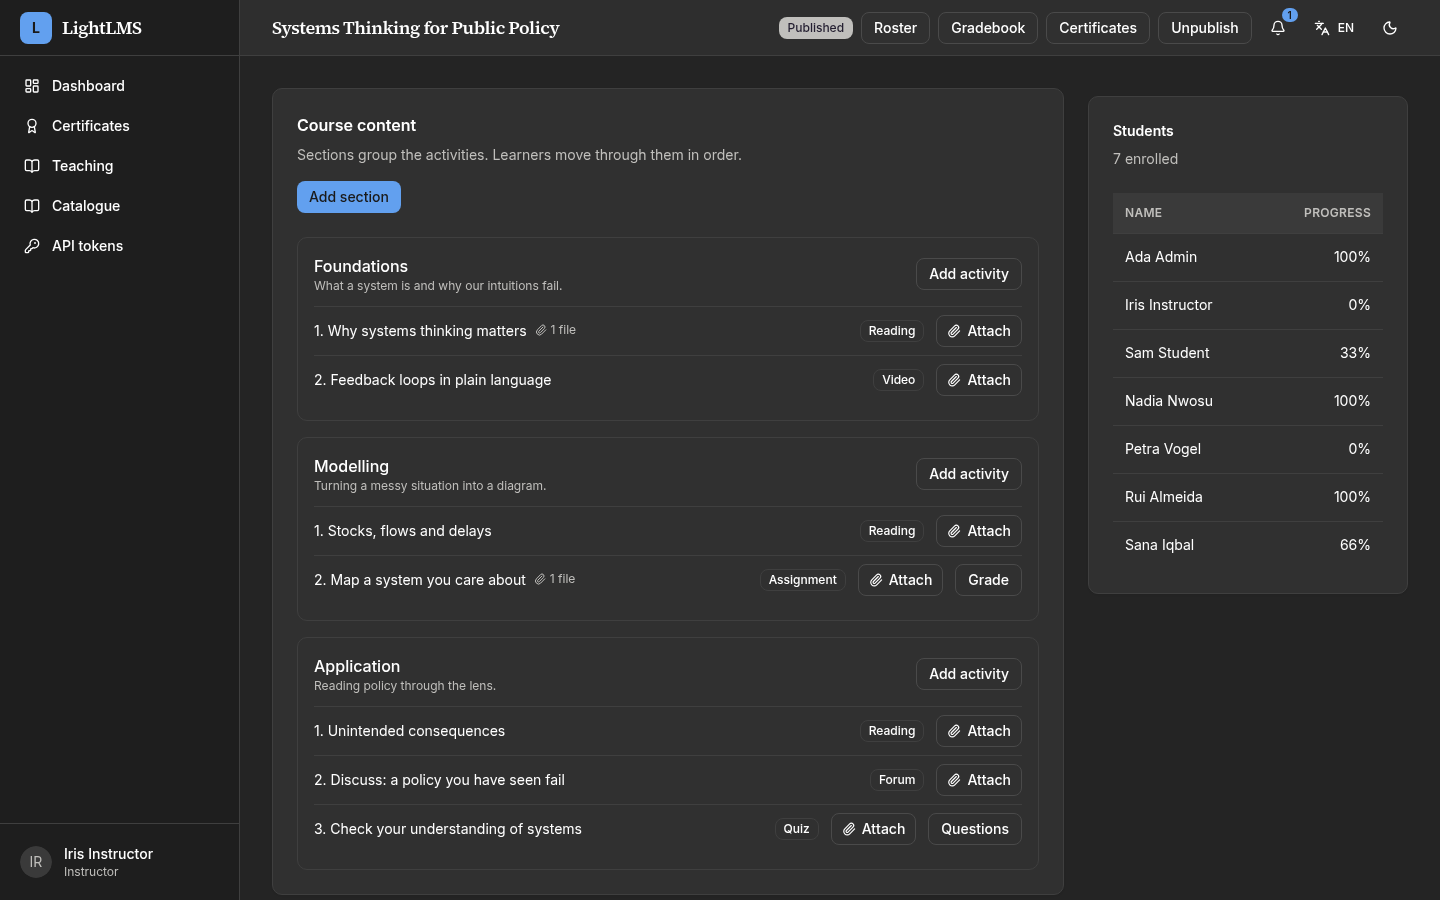 L LightLMS
Systems Thinking for Public Policy
Published Roster Gradebook Certificates Unpublish 1 EN
Dashboard
Certificates
Teaching
Catalogue
API tokens
Course content
Sections group the activities. Learners move through them in order.
Add section
Foundations
What a system is and why our intuitions fail.
Add activity
1. Why systems thinking matters 1 file Reading Attach
2. Feedback loops in plain language Video Attach
Modelling
Turning a messy situation into a diagram.
Add activity
1. Stocks, flows and delays Reading Attach
2. Map a system you care about 1 file Assignment Attach Grade
Application
Reading policy through the lens.
Add activity
1. Unintended consequences Reading Attach
2. Discuss: a policy you have seen fail Forum Attach
3. Check your understanding of systems Quiz Attach Questions
Students
7 enrolled
NAME PROGRESS
Ada Admin 100%
Iris Instructor 0%
Sam Student 33%
Nadia Nwosu 100%
Petra Vogel 0%
Rui Almeida 100%
Sana Iqbal 66%
IR Iris Instructor
Instructor